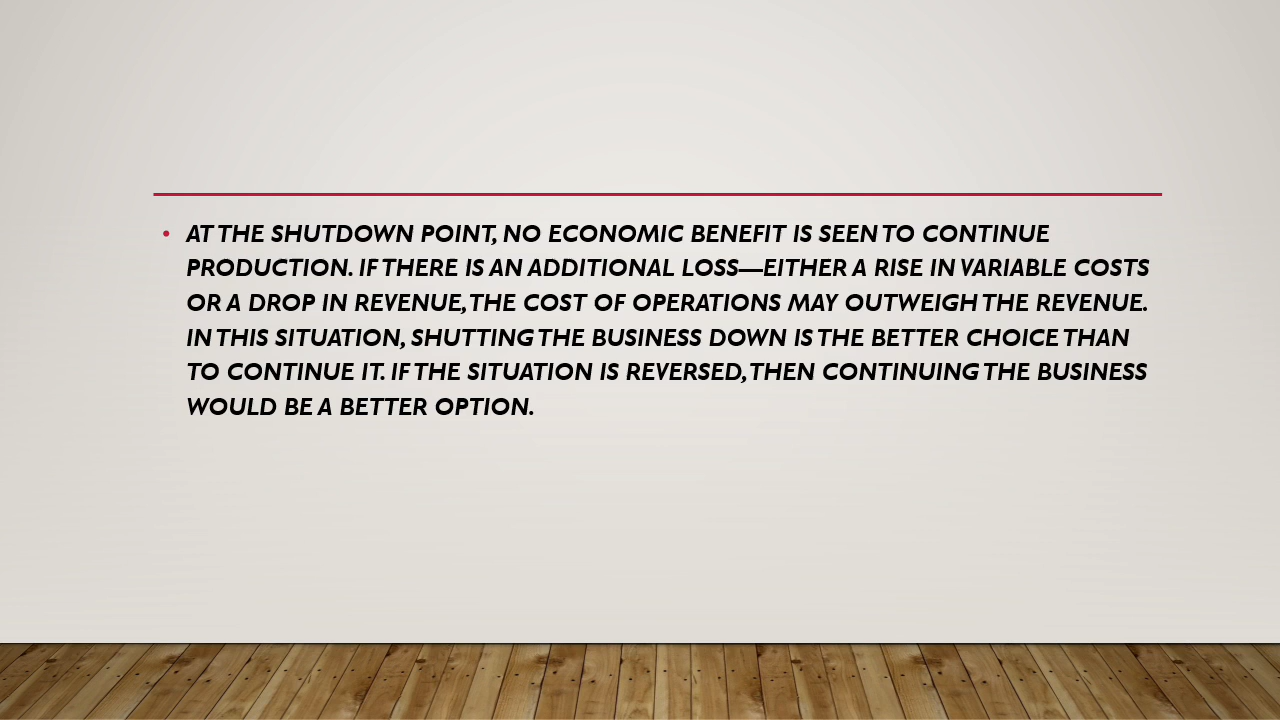 • AT THE SHUTDOWN POINT, NO ECONOMIC BENEFIT IS SEEN TO CONTINUE
PRODUCTION. IF THERE IS AN ADDITIONAL LOSS—EITHER A RISE IN VARIABLE COSTS
OR A DROP IN REVENUE, THE COST OF OPERATIONS MAY OUTWEIGH THE REVENUE.
IN THIS SITUATION, SHUTTING THE BUSINESS DOWN IS THE BETTER CHOICE THAN
TO CONTINUE IT. IF THE SITUATION IS REVERSED, THEN CONTINUING THE BUSINESS
WOULD BE A BETTER OPTION.